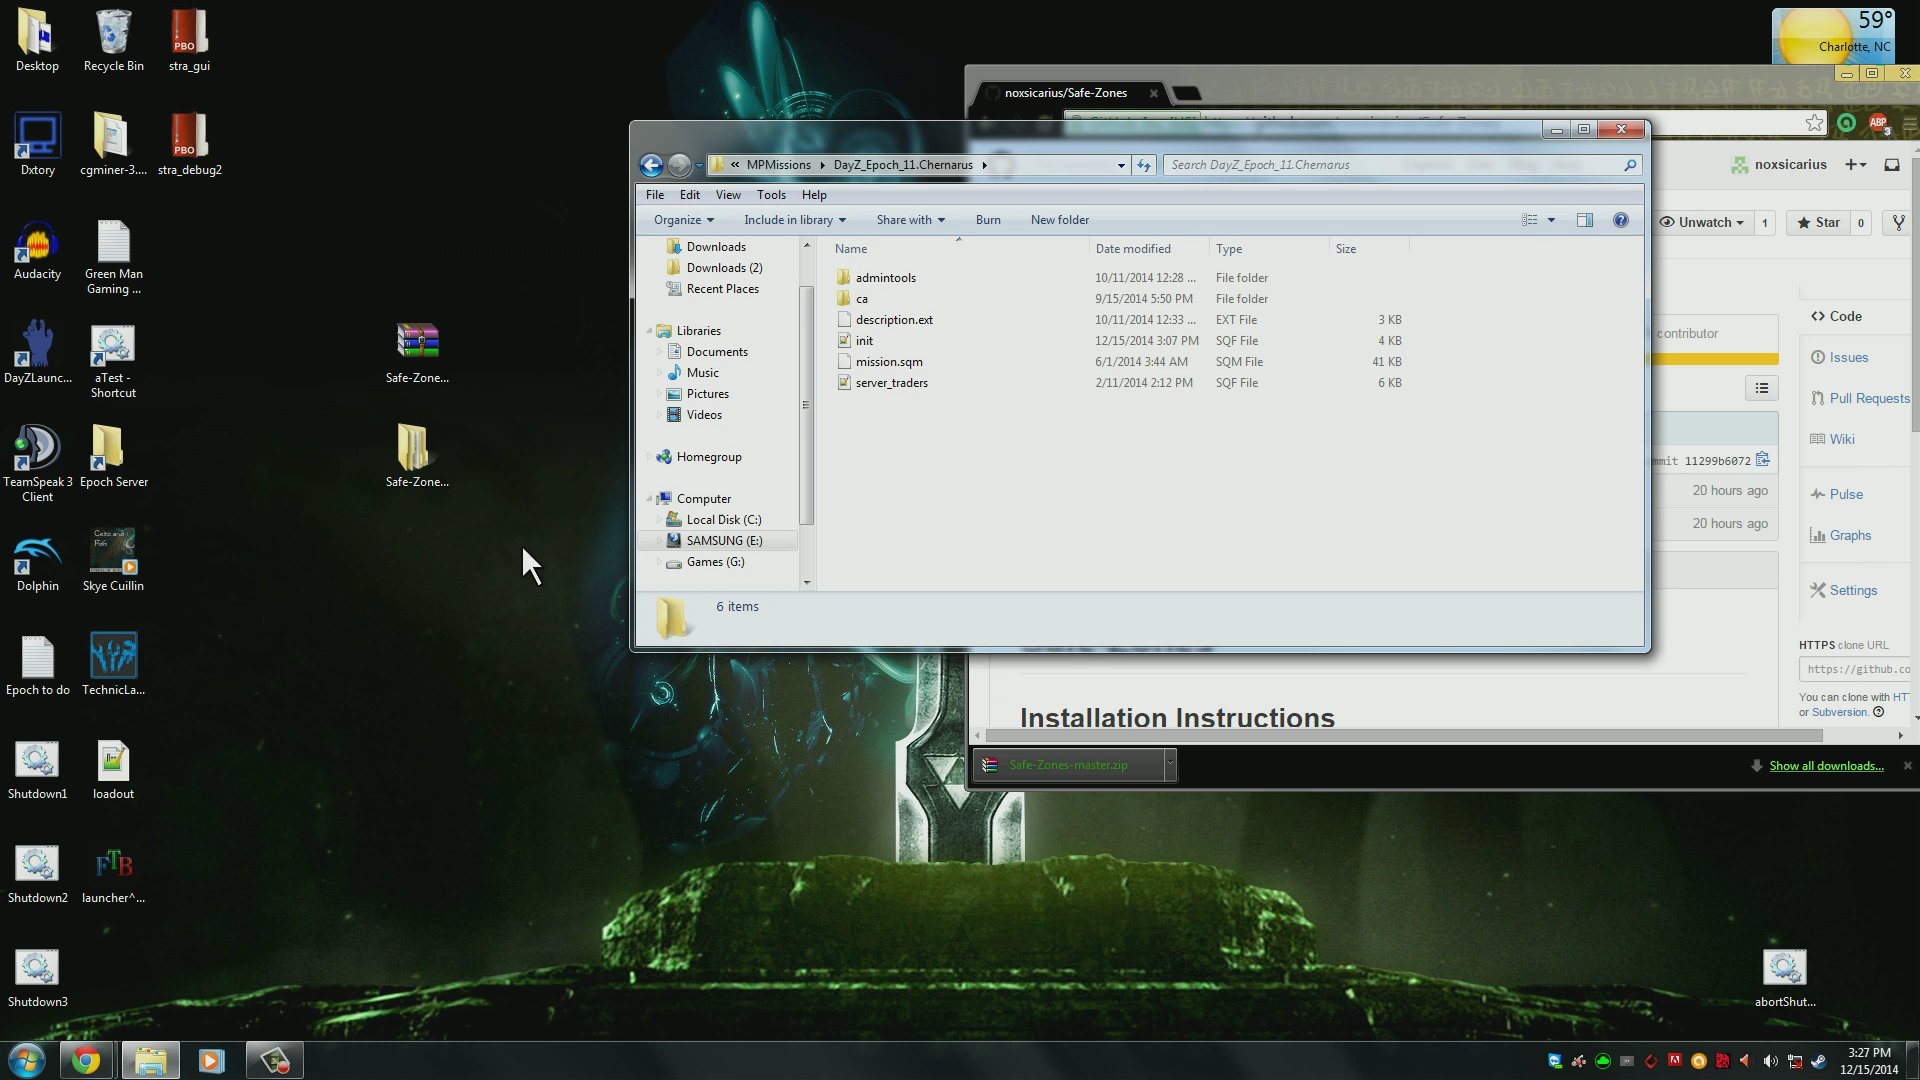 Desktop
Recycle Bin
stra_gui
Dxtory
cgminer-3....
stra_debug2
Audacity
Green Man
Gaming ...
DayZLaunc...
aTest -
Shortcut
TeamSpeak 3
Client
Epoch Server
Dolphin
Skye Cuillin
Epoch to do
TechnicLa...
Shutdown1
loadout
Shutdown2
launcher^...
Shutdown3
Safe-Zone...
Safe-Zone...
59°
Charlotte, NC
noxsicarius/Safe-Zones
MPMissions
DayZ_Epoch_11.Chernarus
Search DayZ_Epoch_11.Chernarus
File
Edit
View
Tools
Help
Organize
Include in library
Share with
Burn
New folder
Downloads
Downloads (2)
Recent Places
Libraries
Documents
Music
Pictures
Videos
Homegroup
Computer
Local Disk (C:)
SAMSUNG (E:)
Games (G:)
Name
Date modified
Type
Size
admintools
10/11/2014 12:28 ...
File folder
ca
9/15/2014 5:50 PM
File folder
description.ext
10/11/2014 12:33 ...
EXT File
3 KB
init
12/15/2014 3:07 PM
SQF File
4 KB
mission.sqm
6/1/2014 3:44 AM
SQM File
41 KB
server_traders
2/11/2014 2:12 PM
SQF File
6 KB
6 items
ABP
3
noxsicarius
Unwatch
1
Star
0
contributor
Code
Issues
Pull Requests
Wiki
Pulse
Graphs
Settings
mmit 11299b6072
20 hours ago
20 hours ago
HTTPS clone URL
https://github.co
You can clone with HT
or Subversion.
Installation Instructions
Safe-Zones-master.zip
Show all downloads...
abortShut...
3:27 PM
12/15/2014